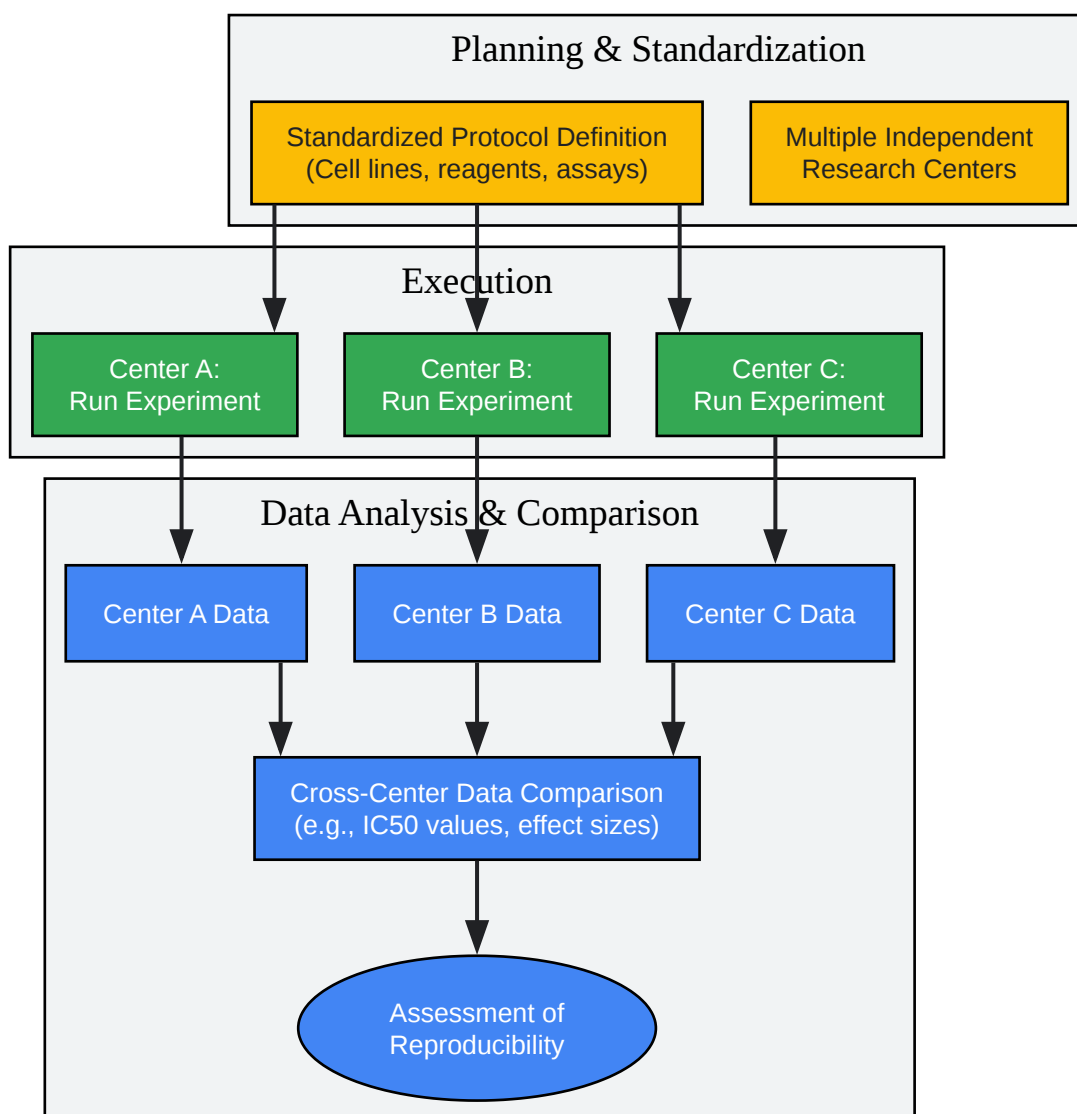 Planning & Standardization
Standardized Protocol Definition
(Cell lines, reagents, assays)
Multiple Independent
Research Centers
Execution
Center A:
Run Experiment
Center B:
Run Experiment
Center C:
Run Experiment
Data Analysis & Comparison
Center A Data
Center B Data
Center C Data
Cross-Center Data Comparison
(e.g., IC50 values, effect sizes)
Assessment of
Reproducibility